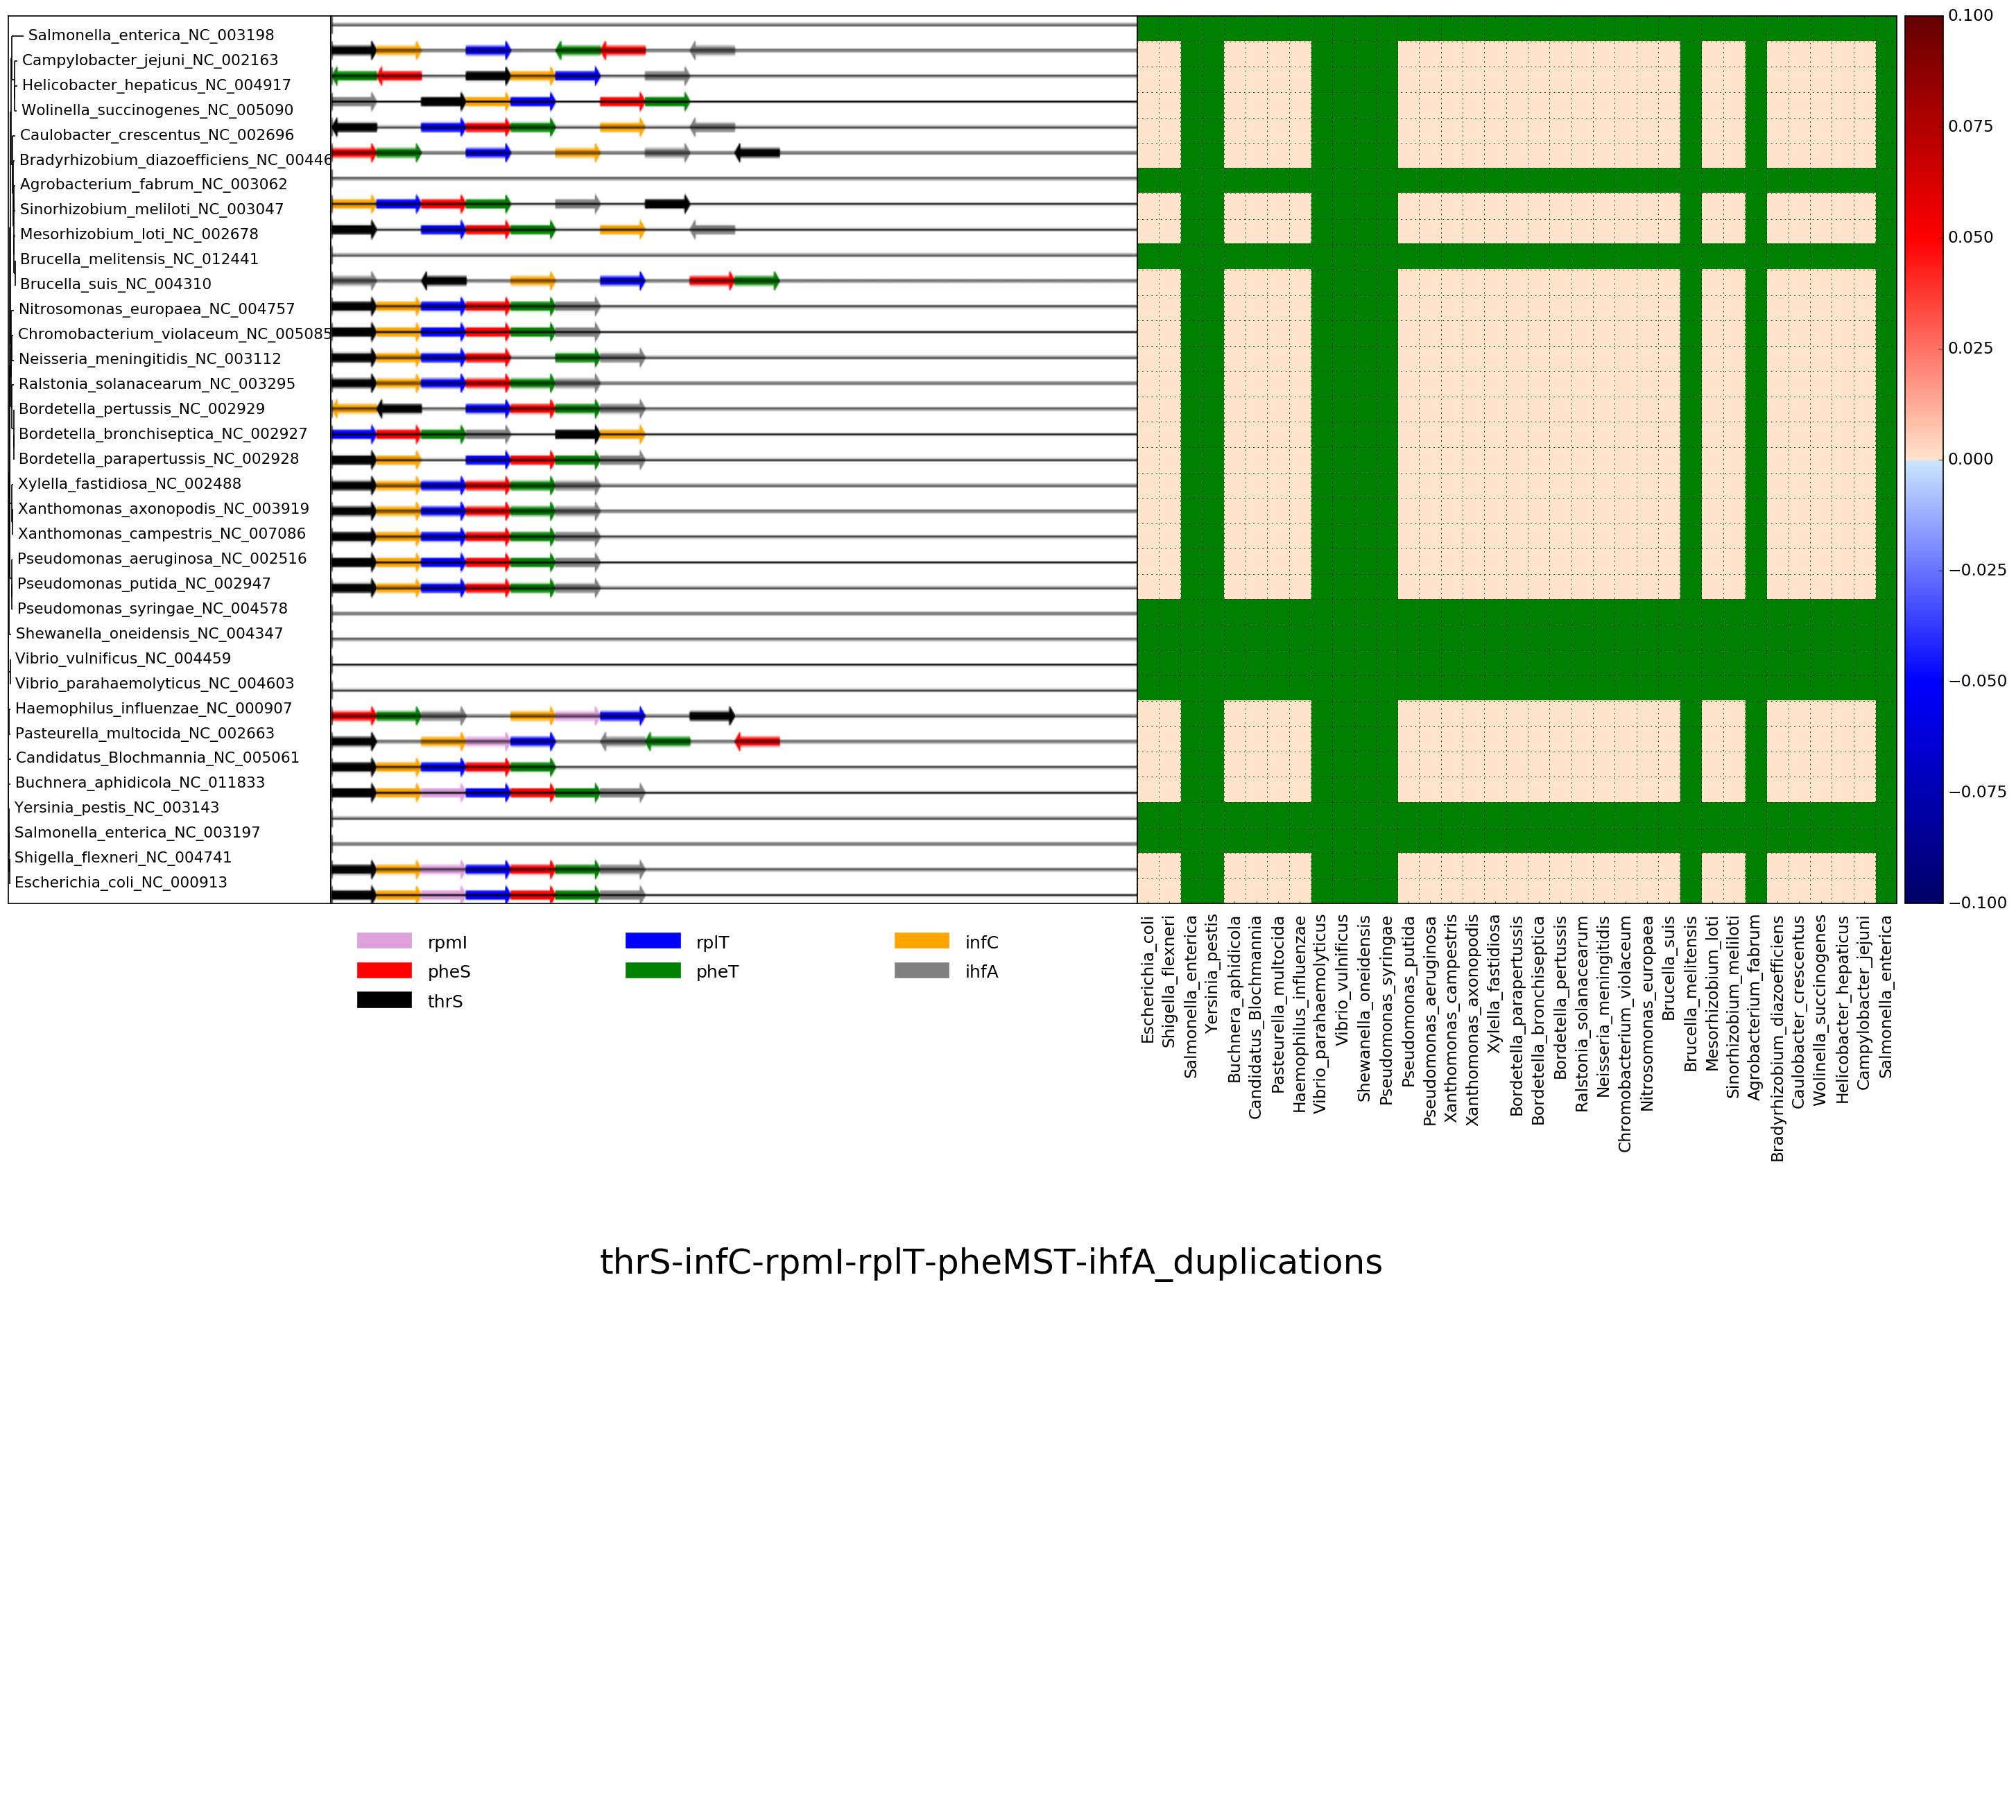 Salmonella_enterica_NC_003198
Campylobacter_jejuni_NC_002163
Helicobacter_hepaticus_NC_004917
Wolinella_succinogenes_NC_005090
Caulobacter_crescentus_NC_002696
Bradyrhizobium_diazoefficiens_NC_00446
Agrobacterium_fabrum_NC_003062
Sinorhizobium_meliloti_NC_003047
Mesorhizobium_loti_NC_002678
Brucella_melitensis_NC_012441
Brucella_suis_NC_004310
Nitrosomonas_europaea_NC_004757
Chromobacterium_violaceum_NC_005085
Neisseria_meningitidis_NC_003112
Ralstonia_solanacearum_NC_003295
Bordetella_pertussis_NC_002929
Bordetella_bronchiseptica_NC_002927
Bordetella_parapertussis_NC_002928
Xylella_fastidiosa_NC_002488
Xanthomonas_axonopodis_NC_003919
Xanthomonas_campestris_NC_007086
Pseudomonas_aeruginosa_NC_002516
Pseudomonas_putida_NC_002947
Pseudomonas_syringae_NC_004578
Shewanella_oneidensis_NC_004347
Vibrio_vulnificus_NC_004459
Vibrio_parahaemolyticus_NC_004603
Haemophilus_influenzae_NC_000907
Pasteurella_multocida_NC_002663
Candidatus_Blochmannia_NC_005061
Buchnera_aphidicola_NC_011833
Yersinia_pestis_NC_003143
Salmonella_enterica_NC_003197
Shigella_flexneri_NC_004741
Escherichia_coli_NC_000913
0.100
0.075
0.050
0.025
0.000
−0.025
−0.050
−0.075
−0.100
Escherichia_coli
Shigella_flexneri
Salmonella_enterica
Yersinia_pestis
Buchnera_aphidicola
Candidatus_Blochmannia
Pasteurella_multocida
Haemophilus_influenzae
Vibrio_parahaemolyticus
Vibrio_vulnificus
Shewanella_oneidensis
Pseudomonas_syringae
Pseudomonas_putida
Pseudomonas_aeruginosa
Xanthomonas_campestris
Xanthomonas_axonopodis
Xylella_fastidiosa
Bordetella_parapertussis
Bordetella_bronchiseptica
Bordetella_pertussis
Ralstonia_solanacearum
Neisseria_meningitidis
Chromobacterium_violaceum
Nitrosomonas_europaea
Brucella_suis
Brucella_melitensis
Mesorhizobium_loti
Sinorhizobium_meliloti
Agrobacterium_fabrum
Bradyrhizobium_diazoefficiens
Caulobacter_crescentus
Wolinella_succinogenes
Helicobacter_hepaticus
Campylobacter_jejuni
Salmonella_enterica
rpmI rplT infC
pheS pheT ihfA
thrS
thrS-infC-rpmI-rplT-pheMST-ihfA_duplications